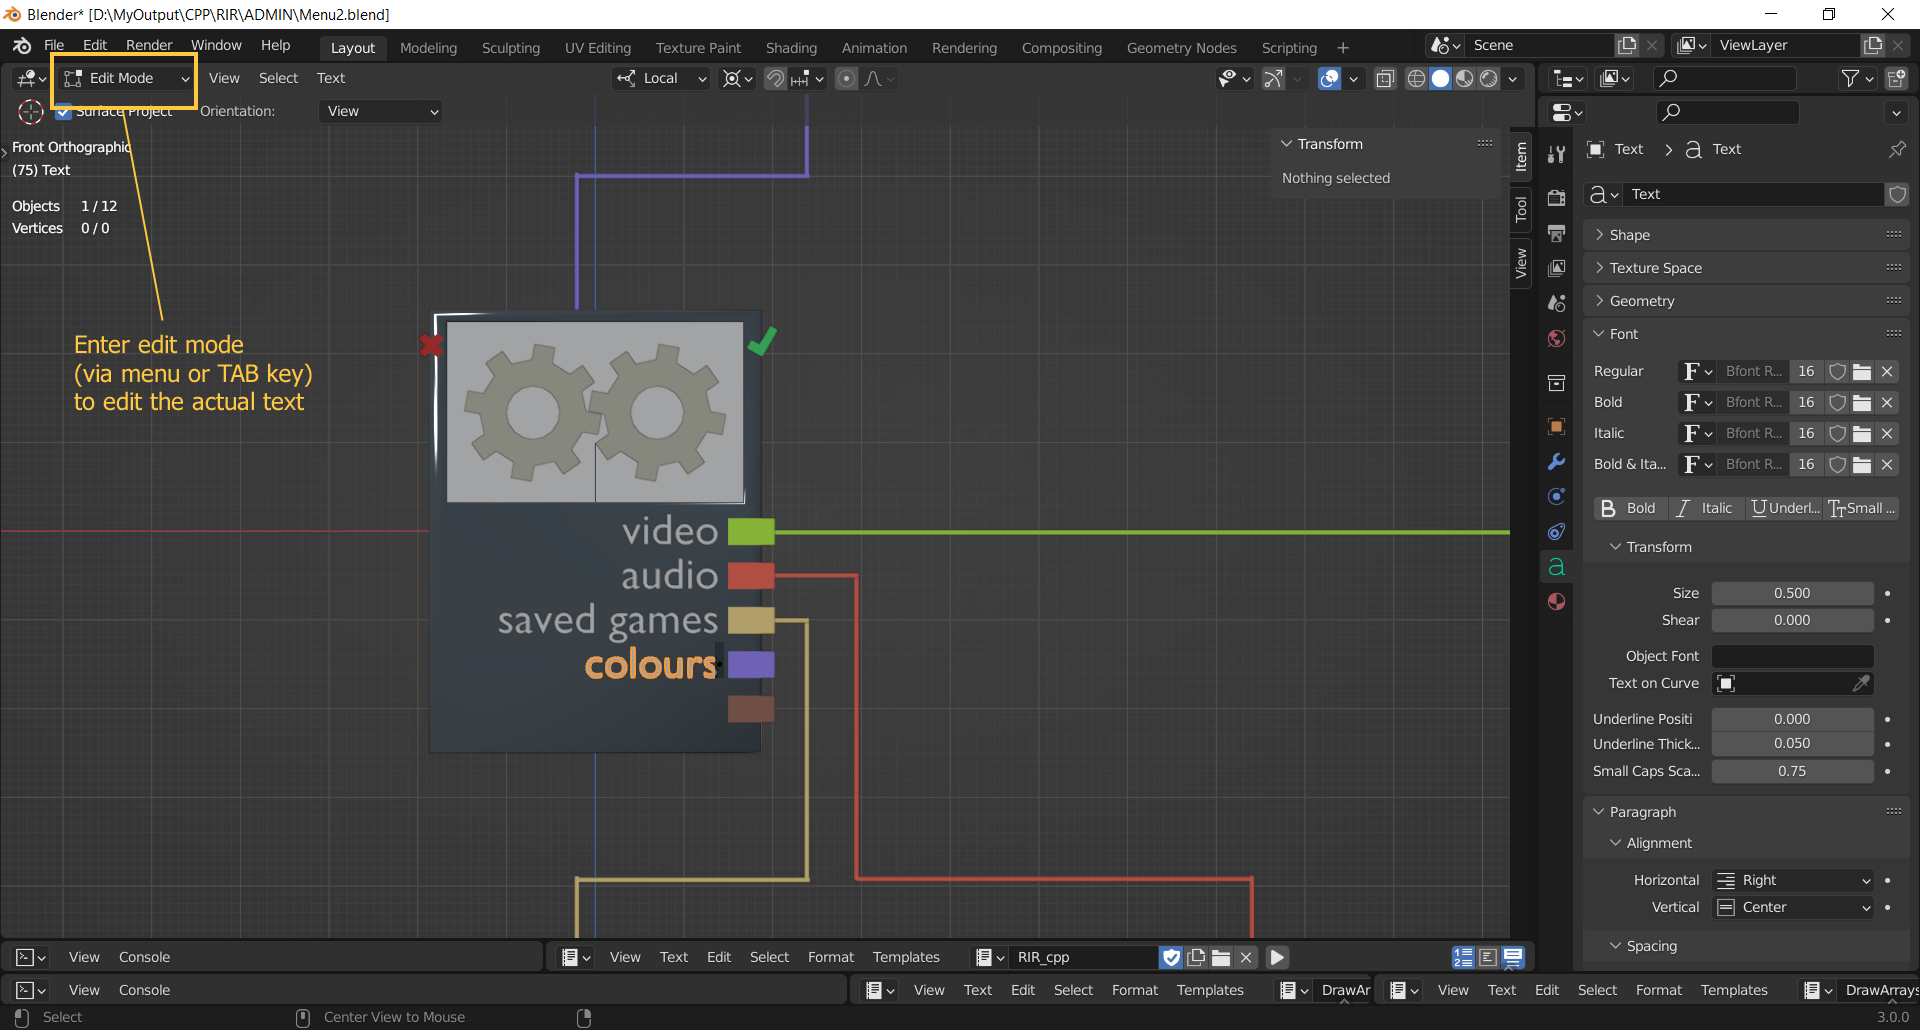 Blender* [D:\MyOutput\CPP\RIR\ADMIN\Menu2.blend]
File Edit Render Window Help Layout Modeling Sculpting UV Editing Texture Paint Shading Animation Rendering Compositing Geometry Nodes Scripting + Scene ViewLayer
Edit Mode View Select Text Local
Surface Project Orientation: View
Front Orthographic
(75) Text
Objects 1 / 12
Vertices 0 / 0
Enter edit mode
(via menu or TAB key)
to edit the actual text
video
audio
saved games
colours
Transform
Nothing selected
Item
Tool
View
Text > Text
Text
Shape
Texture Space
Geometry
Font
Regular F Bfont R... 16
Bold F Bfont R... 16
Italic F Bfont R... 16
Bold & Ita... F Bfont R... 16
B Bold I Italic U Underl... Tт Small ...
Transform
Size 0.500
Shear 0.000
Object Font
Text on Curve
Underline Positi 0.000
Underline Thick... 0.050
Small Caps Sca... 0.75
Paragraph
Alignment
Horizontal Right
Vertical Center
Spacing
View Console View Text Edit Select Format Templates RIR_cpp
View Console View Text Edit Select Format Templates DrawAr View Text Edit Select Format Templates DrawArrays
Select Center View to Mouse 3.0.0